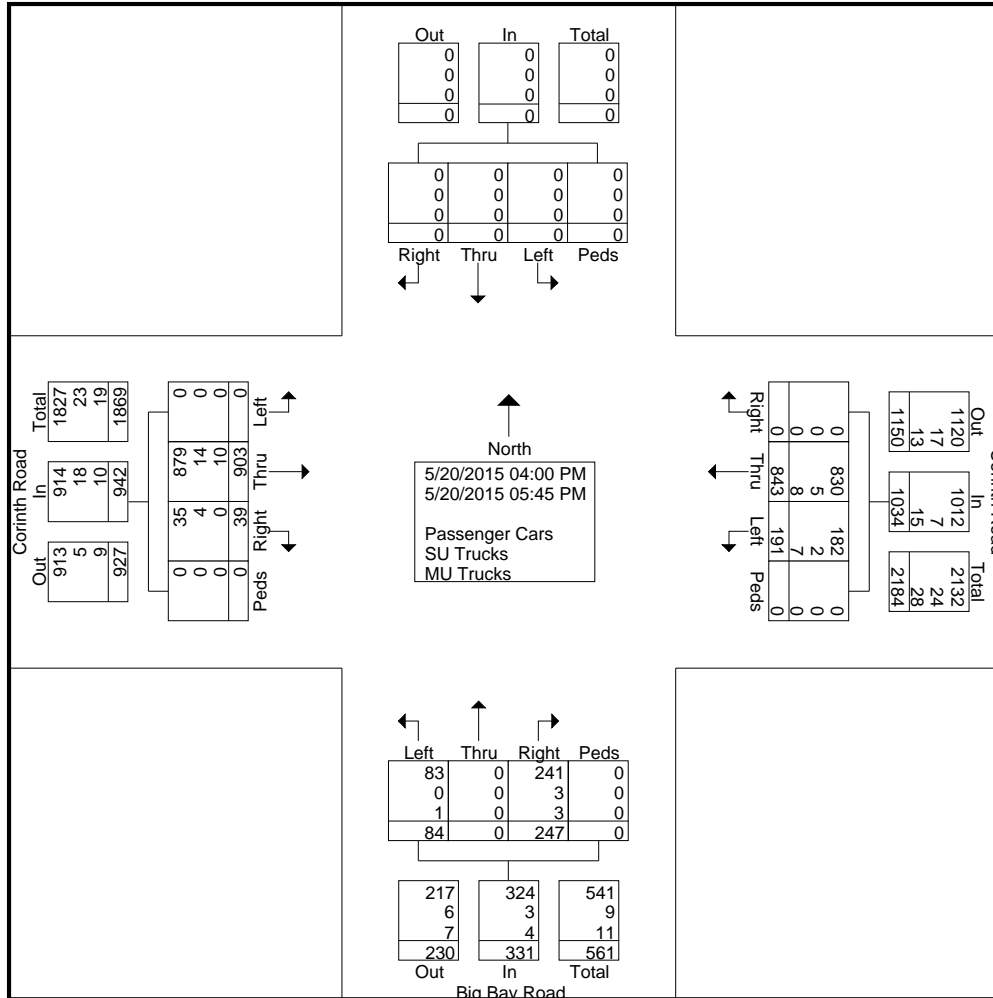 Out In Total
0 0 0
0 0 0
0 0 0
0 0 0
0 0 0 0
0 0 0 0
0 0 0 0
0 0 0 0
Right Thru Left Peds
Corinth Road
Total In Out
1827 914 913
23 18 5
19 10 9
1869 942 927
0 879 35 0
0 14 4 0
0 10 0 0
0 903 39 0
Left Thru Right Peds
North
5/20/2015 04:00 PM
5/20/2015 05:45 PM
Passenger Cars
SU Trucks
MU Trucks
Right Thru Left Peds
0 843 191 0
0 8 7 0
0 5 2 0
0 830 182 0
1150 1034 2184
13 15 28
17 7 24
1120 1012 2132
Out In Total
Road
Left Thru Right Peds
83 0 241 0
0 0 3 0
1 0 3 0
84 0 247 0
217 324 541
6 3 9
7 4 11
230 331 561
Out In Total
Big Bay Road